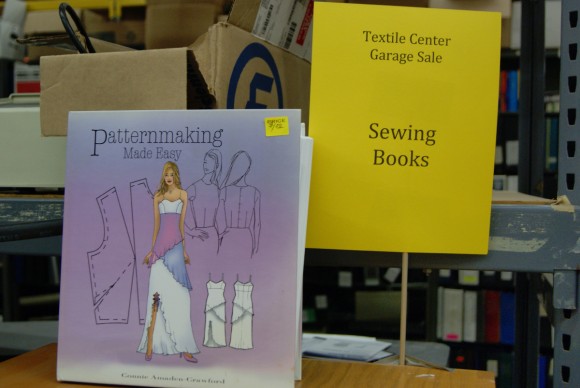 Textile Center
Garage Sale
Sewing
Books
Patternmaking
Made Easy
Connie Amaden-Crawford